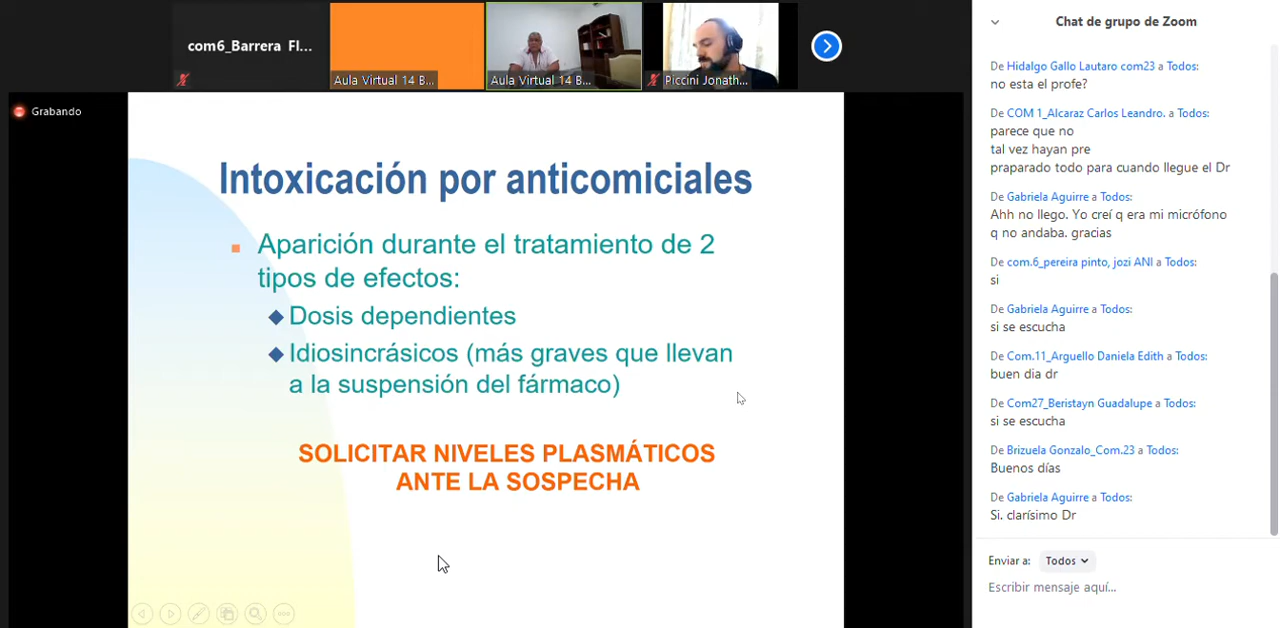 com6_Barrera Fl...
Aula Virtual 14 B...
Aula Virtual 14 B...
Piccini Jonath...
Grabando
Intoxicación por anticomiciales
Aparición durante el tratamiento de 2
tipos de efectos:
Dosis dependientes
Idiosincrásicos (más graves que llevan
a la suspensión del fármaco)
SOLICITAR NIVELES PLASMÁTICOS
ANTE LA SOSPECHA
Chat de grupo de Zoom
De Hidalgo Gallo Lautaro com23 a Todos:
no esta el profe?
De COM 1_Alcaraz Carlos Leandro. a Todos:
parece que no
tal vez hayan pre
praparado todo para cuando llegue el Dr
De Gabriela Aguirre a Todos:
Ahh no llego. Yo creí q era mi micrófono
q no andaba. gracias
De com.6_pereira pinto, jozi ANI a Todos:
si
De Gabriela Aguirre a Todos:
si se escucha
De Com.11_Arguello Daniela Edith a Todos:
buen dia dr
De Com27_Beristayn Guadalupe a Todos:
si se escucha
De Brizuela Gonzalo_Com.23 a Todos:
Buenos días
De Gabriela Aguirre a Todos:
Si. clarísimo Dr
Enviar a: Todos
Escribir mensaje aquí...